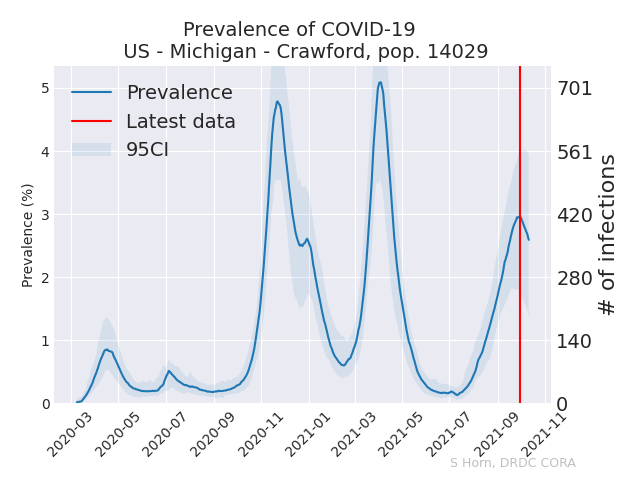 Prevalence of COVID-19
US - Michigan - Crawford, pop. 14029
Prevalence
Latest data
95CI
Prevalence (%)
5
4
3
2
1
0
701
561
420
280
140
0
# of infections
2020-03
2020-05
2020-07
2020-09
2020-11
2021-01
2021-03
2021-05
2021-07
2021-09
2021-11
S Horn, DRDC CORA